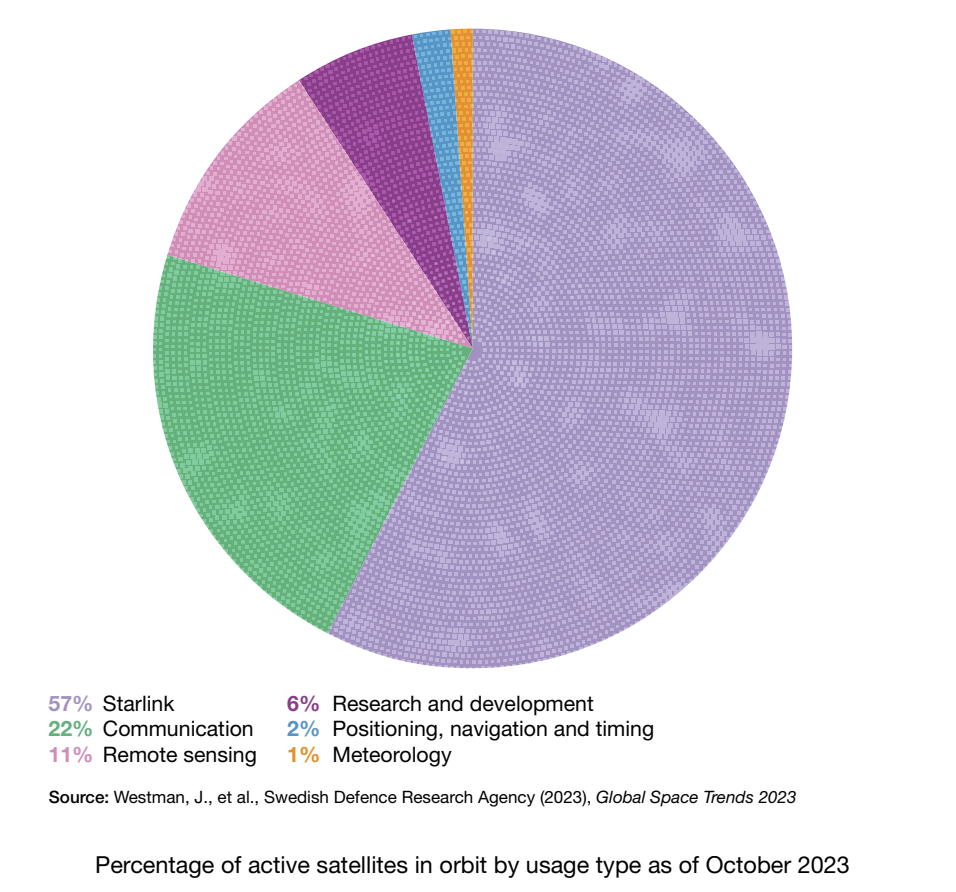 57% Starlink
22% Communication
11% Remote sensing
6% Research and development
2% Positioning, navigation and timing
1% Meteorology
Source: Westman, J., et al., Swedish Defence Research Agency (2023), Global Space Trends 2023
Percentage of active satellites in orbit by usage type as of October 2023